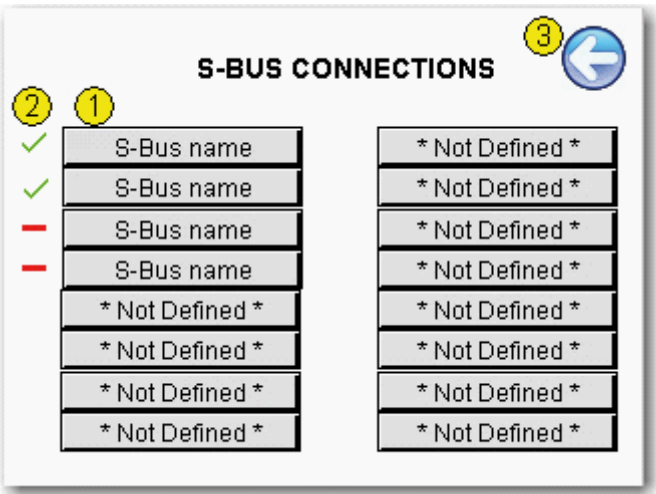 3
S-BUS CONNECTIONS
2 1
S-Bus name * Not Defined *
S-Bus name * Not Defined *
S-Bus name * Not Defined *
S-Bus name * Not Defined *
* Not Defined * * Not Defined *
* Not Defined * * Not Defined *
* Not Defined * * Not Defined *
* Not Defined * * Not Defined *